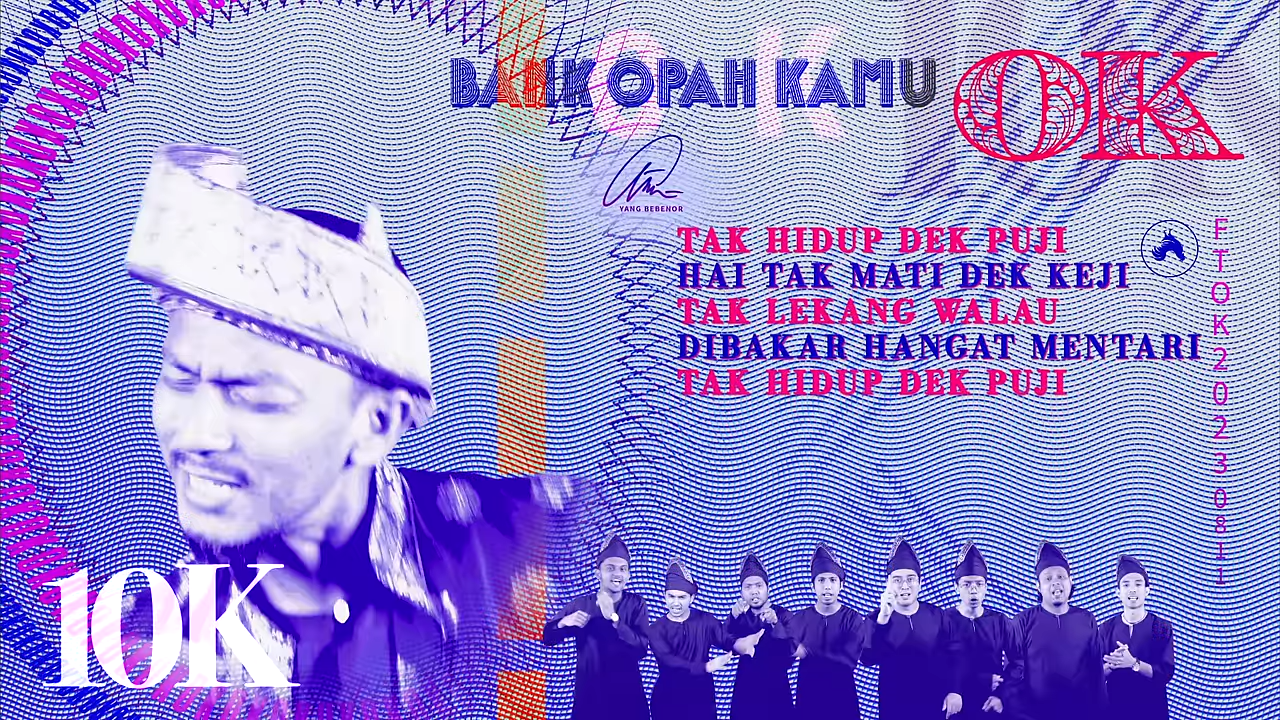 BANK OPAH KAMU
OK
YANG BEBENOR
TAK HIDUP DEK PUJI
HAI TAK MATI DEK KEJI
TAK LEKANG WALAU
DIBAKAR HANGAT MENTARI
TAK HIDUP DEK PUJI
FTOK20230811
10K